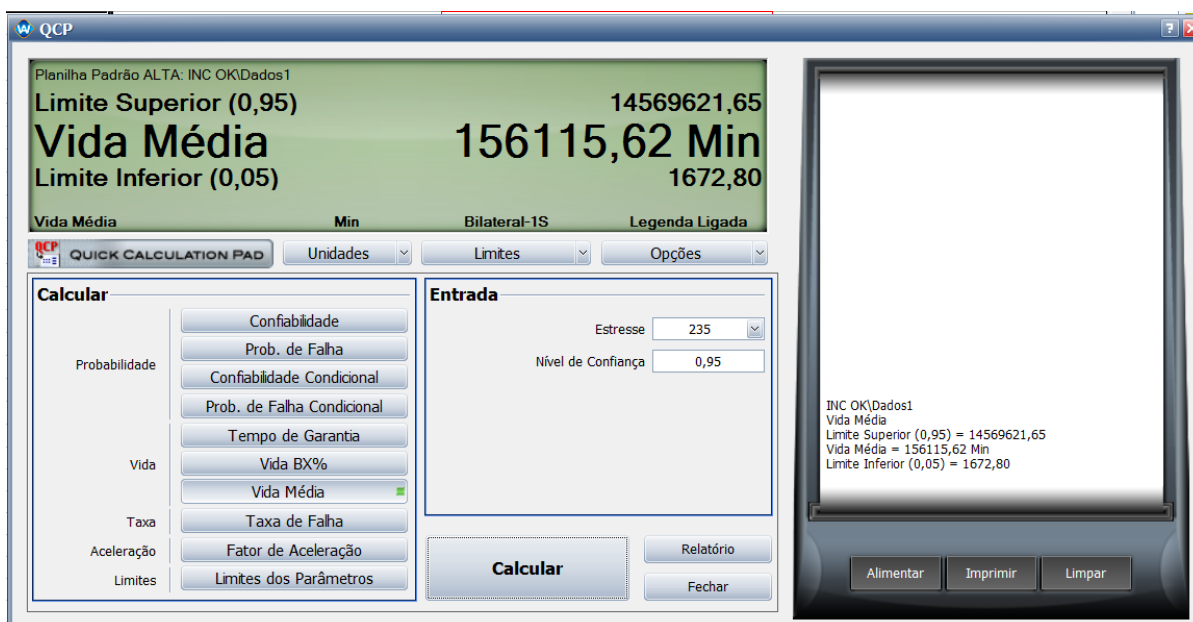 QCP
Planilha Padrão ALTA: INC OK\Dados1
Limite Superior (0,95) 14569621,65
Vida Média 156115,62 Min
Limite Inferior (0,05) 1672,80
Vida Média Min Bilateral-1S Legenda Ligada
QCP QUICK CALCULATION PAD Unidades Limites Opções
Calcular
Probabilidade
Confiabilidade
Prob. de Falha
Confiabilidade Condicional
Prob. de Falha Condicional
Vida
Tempo de Garantia
Vida BX%
Vida Média
Taxa
Taxa de Falha
Aceleração
Fator de Aceleração
Limites
Limites dos Parâmetros
Entrada
Estresse 235
Nível de Confiança 0,95
Calcular
Relatório
Fechar
INC OK\Dados1
Vida Média
Limite Superior (0,95) = 14569621,65
Vida Média = 156115,62 Min
Limite Inferior (0,05) = 1672,80
Alimentar Imprimir Limpar